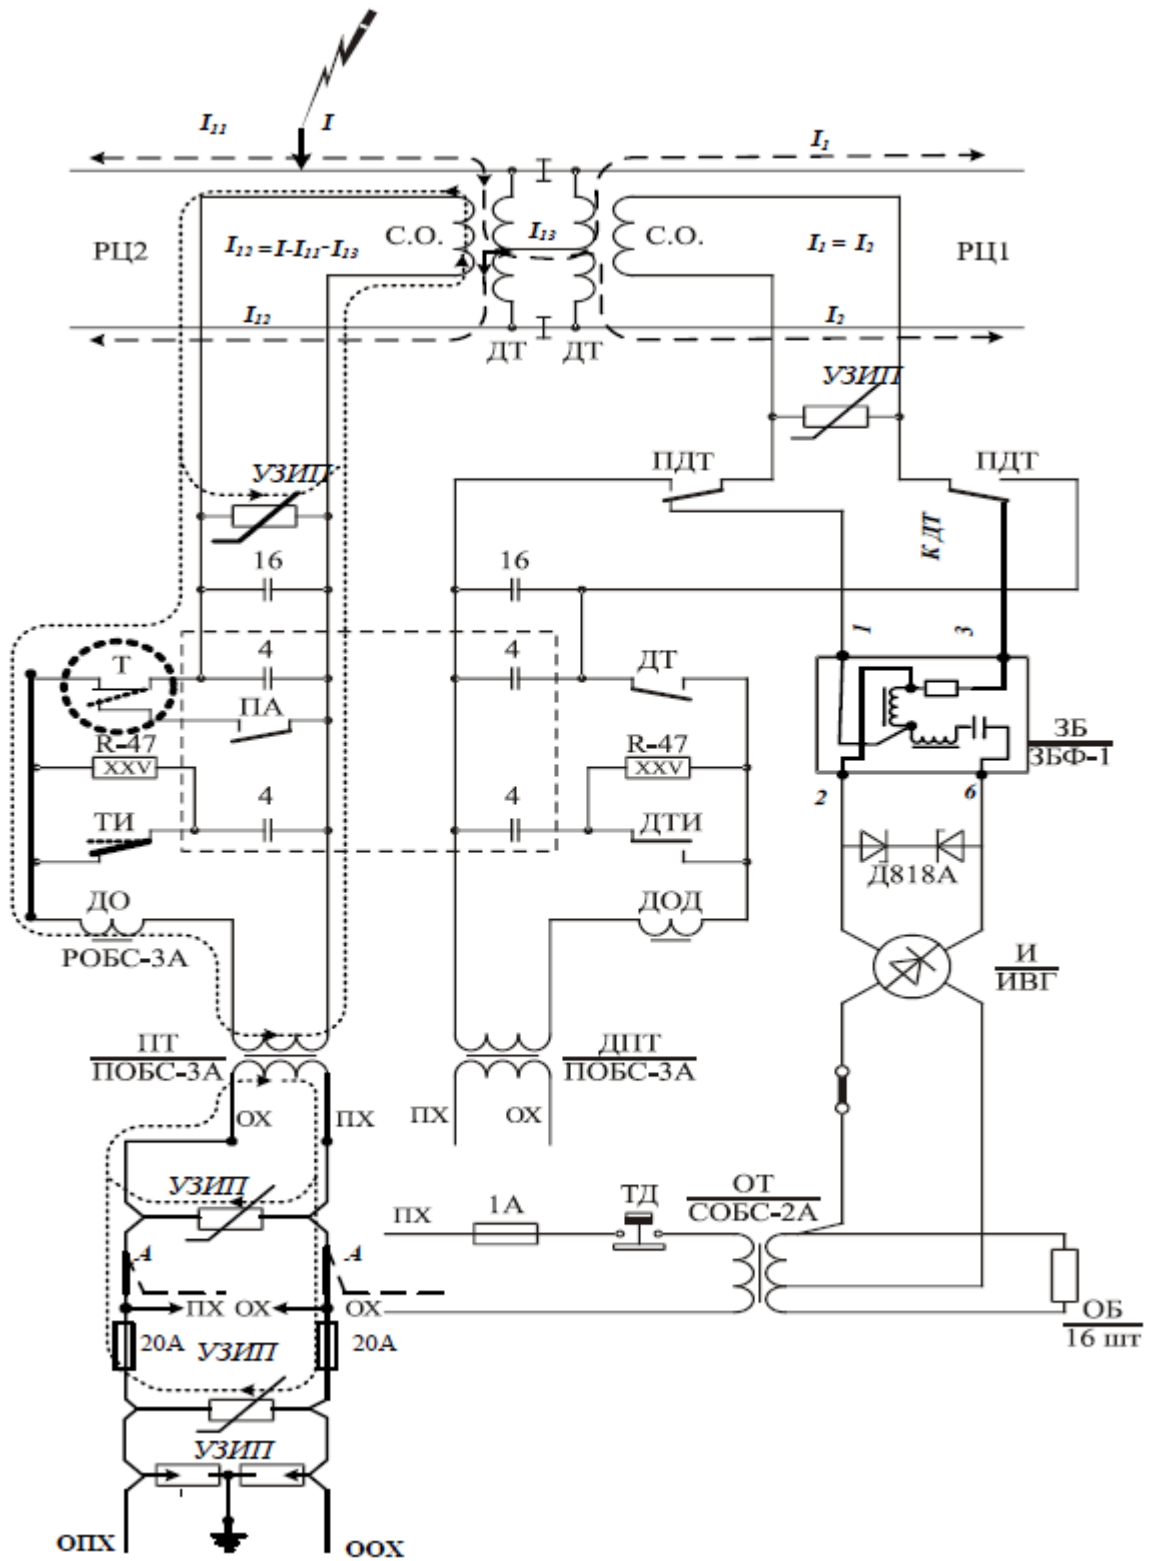 I₁₁ I I₁
РЦ2 I₁₂ = I-I₁₁-I₁₃ С.О. I₁₃ С.О. I₁ = I₂ РЦ1
I₁₂ I₂
ДТ ДТ
УЗИП
УЗИП ПДТ ПДТ
К ДТ
16 16
1 3
Т 4 4 ДТ
ПА
R-47 R-47 ЗБ
XXV XXV ЗБФ-1
2 6
ТИ 4 4 ДТИ
Д818А
ДО ДОД
РОБС-3А И
ИВГ
ПТ ДПТ
ПОБС-3А ПОБС-3А
ОХ ПХ ПХ ОХ
УЗИП ОТ
ПХ 1А ТД СОБС-2А
А А
ПХ ОХ ОХ
ОБ
20А УЗИП 20А 16 шт
УЗИП
ОПХ ООХ